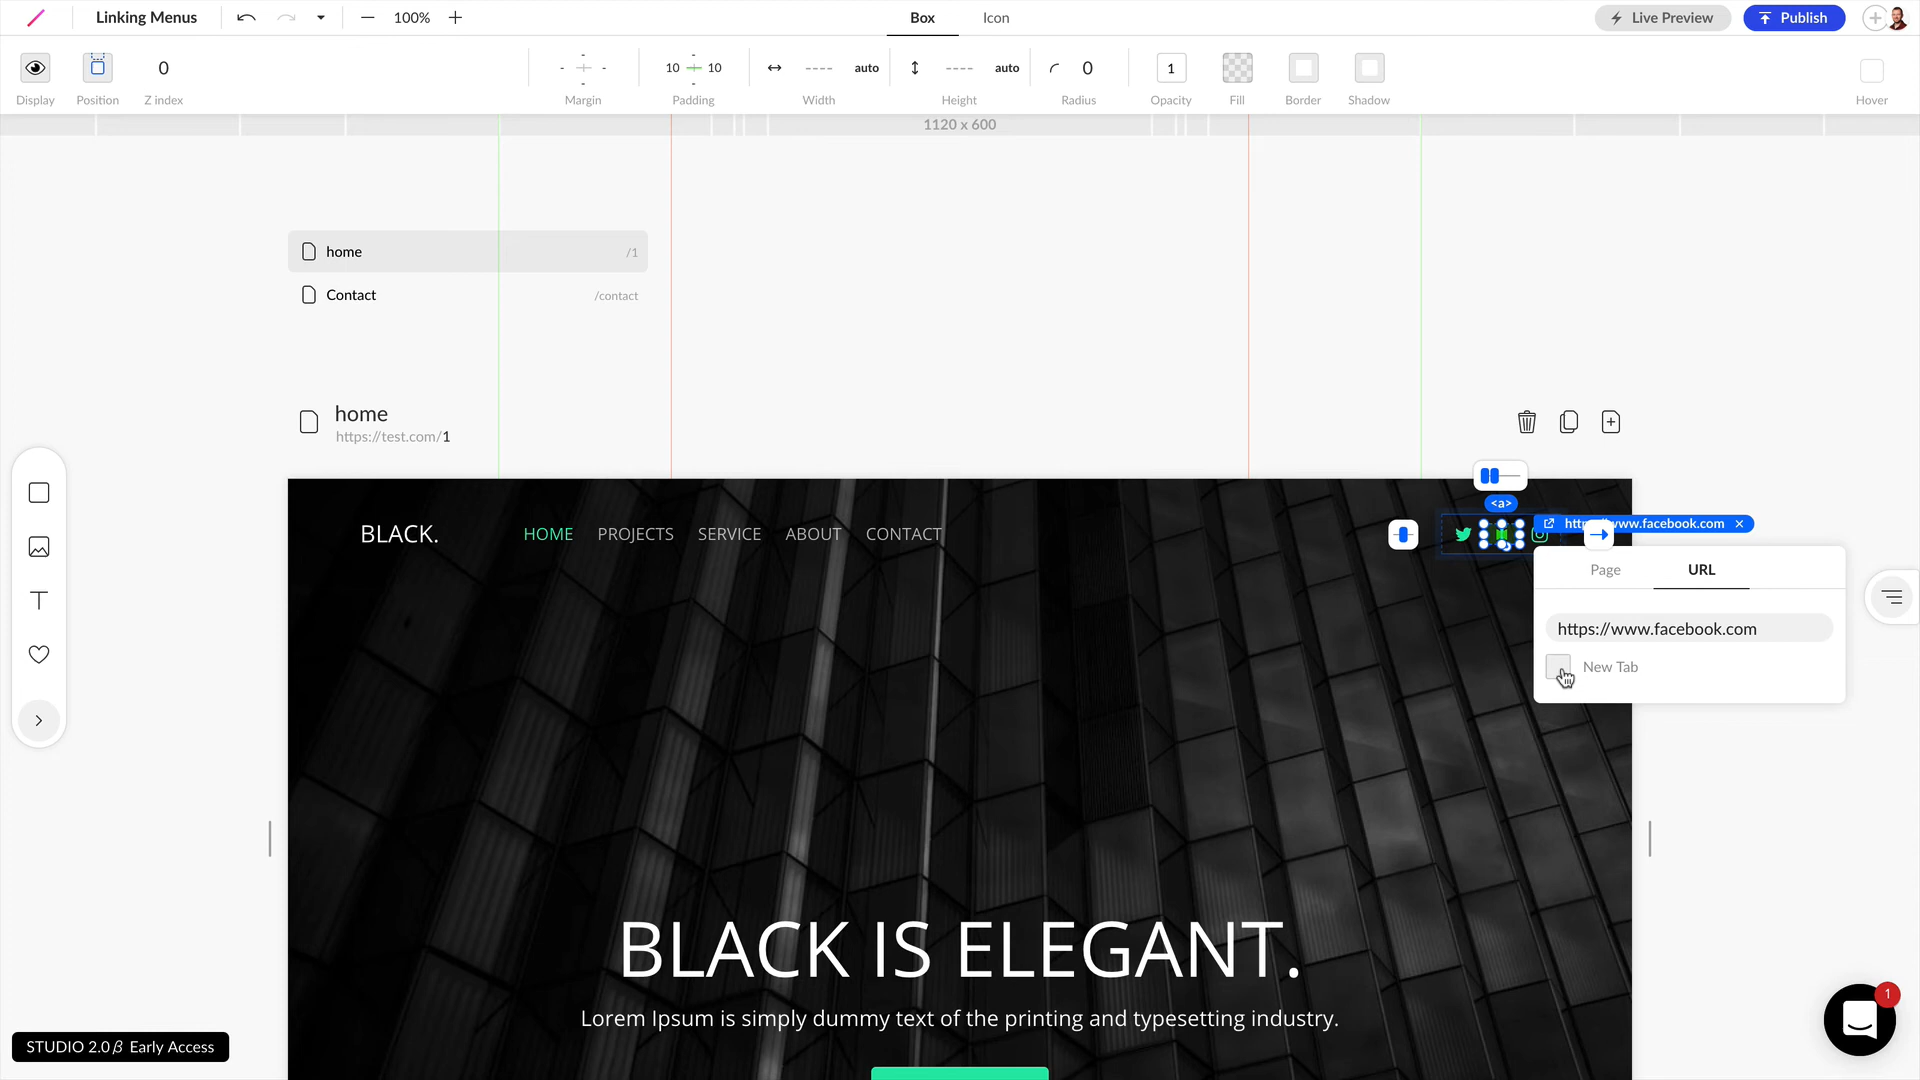 Linking Menus
100%
Box
Icon
Live Preview
Publish
Display
Position
0
Z index
-
-
-
-
Margin
10
10
-
-
Padding
---- auto
Width
---- auto
Height
0
Radius
1
Opacity
Fill
Border
Shadow
Hover
1120 x 600
home
/1
Contact
/contact
home
https://test.com/1
BLACK.
HOME
PROJECTS
SERVICE
ABOUT
CONTACT
<a>
www.facebook.com
Page
URL
https://www.facebook.com
New Tab
T
BLACK IS ELEGANT.
Lorem Ipsum is simply dummy text of the printing and typesetting industry.
STUDIO 2.0 β Early Access
1